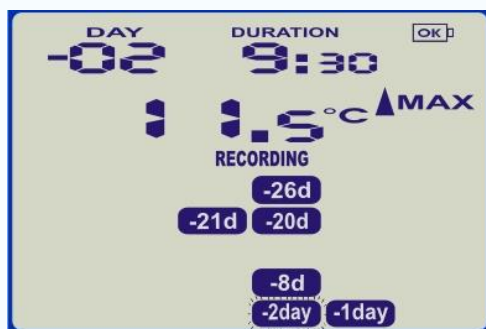 DAY DURATION OK
-02 9:30
11.5°C MAX
RECORDING
-26d
-21d -20d
-8d
-2day -1day